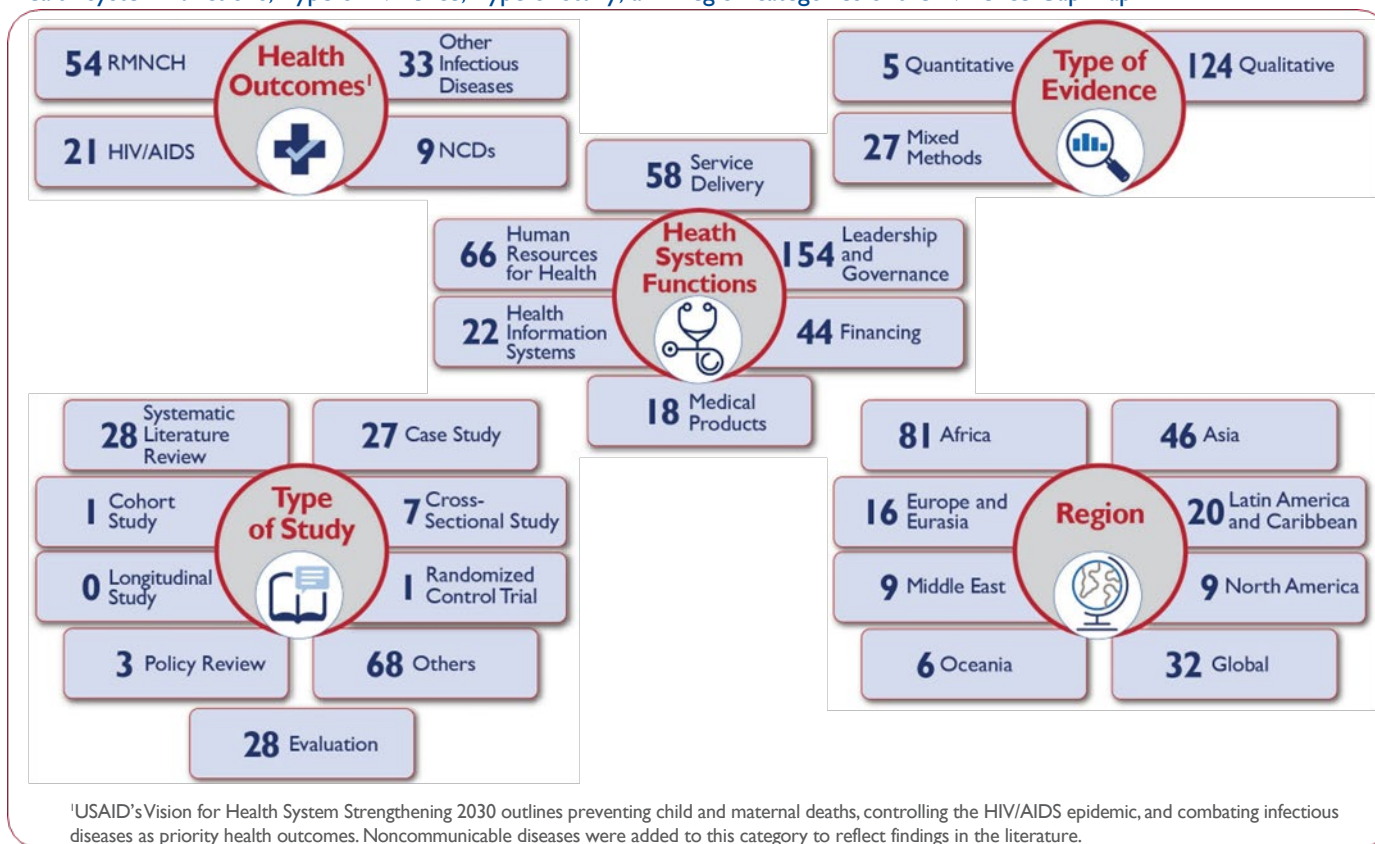 54 RMNCH
Health
Outcomes¹
33 Other
Infectious
Diseases
21 HIV/AIDS
9 NCDs
5 Quantitative
Type of
Evidence
124 Qualitative
27 Mixed
Methods
58 Service
Delivery
66 Human
Resources
for Health
Heath
System
Functions
154 Leadership
and
Governance
22 Health
Information
Systems
44 Financing
18 Medical
Products
28 Systematic
Literature
Review
27 Case Study
1 Cohort
Study
Type
of Study
7 Cross-
Sectional Study
0 Longitudinal
Study
1 Randomized
Control Trial
3 Policy Review
68 Others
28 Evaluation
81 Africa
46 Asia
16 Europe and
Eurasia
Region
20 Latin America
and Caribbean
9 Middle East
9 North America
6 Oceania
32 Global
¹USAID's Vision for Health System Strengthening 2030 outlines preventing child and maternal deaths, controlling the HIV/AIDS epidemic, and combating infectious
diseases as priority health outcomes. Noncommunicable diseases were added to this category to reflect findings in the literature.